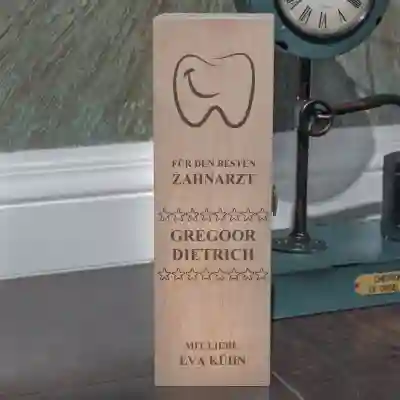 FÜR DEN BESTEN
ZAHNARZT
GREGOOR
DIETRICH
MIT LIEBE,
EVA KÜHN